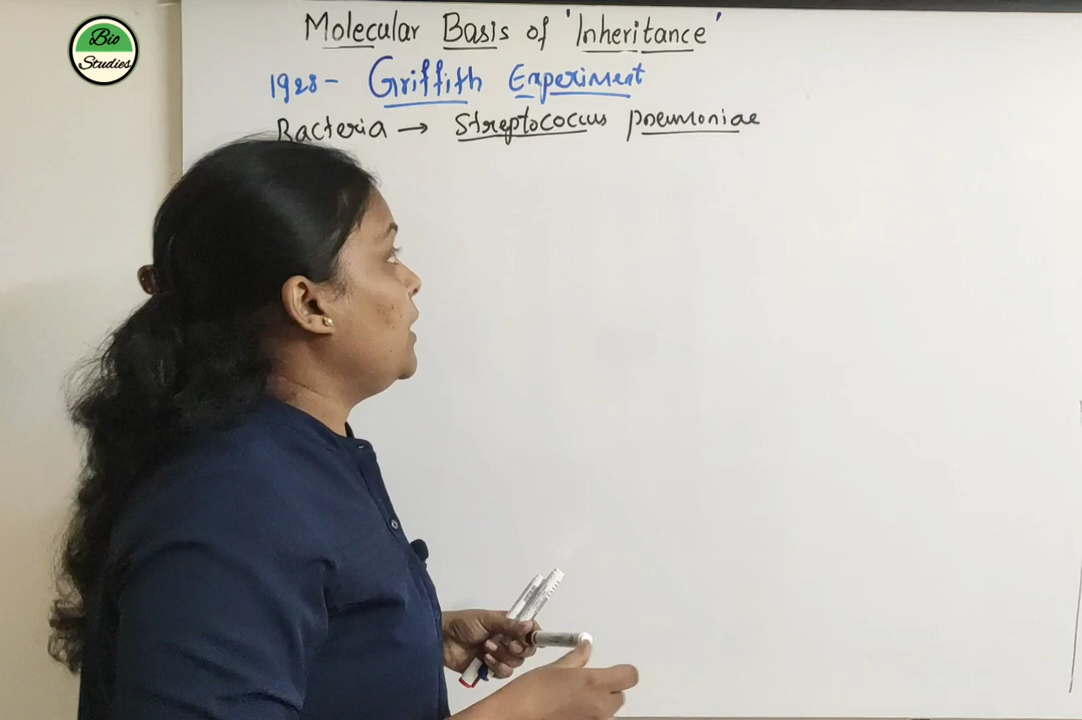 Bio
Studies
Molecular Basis of 'Inheritance'
1928- Griffith Experiment
Bacteria → Streptococcus pneumoniae